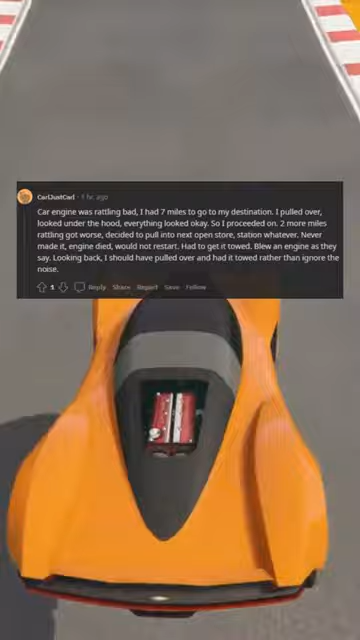 CarlJustCarl · 1 hr. ago
Car engine was rattling bad, I had 7 miles to go to my destination. I pulled over,
looked under the hood, everything looked okay. So I proceeded on. 2 more miles
rattling got worse, decided to pull into next open store, station whatever. Never
made it, engine died, would not restart. Had to get it towed. Blew an engine as they
say. Looking back, I should have pulled over and had it towed rather than ignore the
noise.
1 Reply Share Report Save Follow